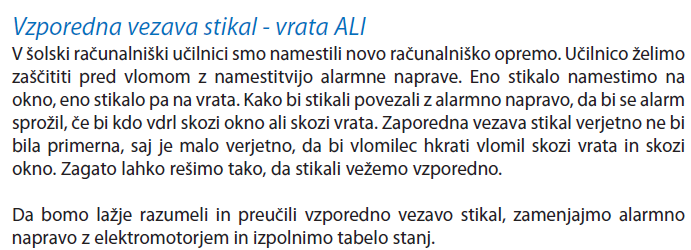 Vzporedna vezava stikal - vrata ALI
V šolski računalniški učilnici smo namestili novo računalniško opremo. Učilnico želimo
zaščititi pred vlomom z namestitvijo alarmne naprave. Eno stikalo namestimo na
okno, eno stikalo pa na vrata. Kako bi stikali povezali z alarmno napravo, da bi se alarm
sprožil, če bi kdo vdrl skozi okno ali skozi vrata. Zaporedna vezava stikal verjetno ne bi
bila primerna, saj je malo verjetno, da bi vlomilec hkrati vlomil skozi vrata in skozi
okno. Zagato lahko rešimo tako, da stikali vežemo vzporedno.
Da bomo lažje razumeli in preučili vzporedno vezavo stikal, zamenjajmo alarmno
napravo z elektromotorjem in izpolnimo tabelo stanj.